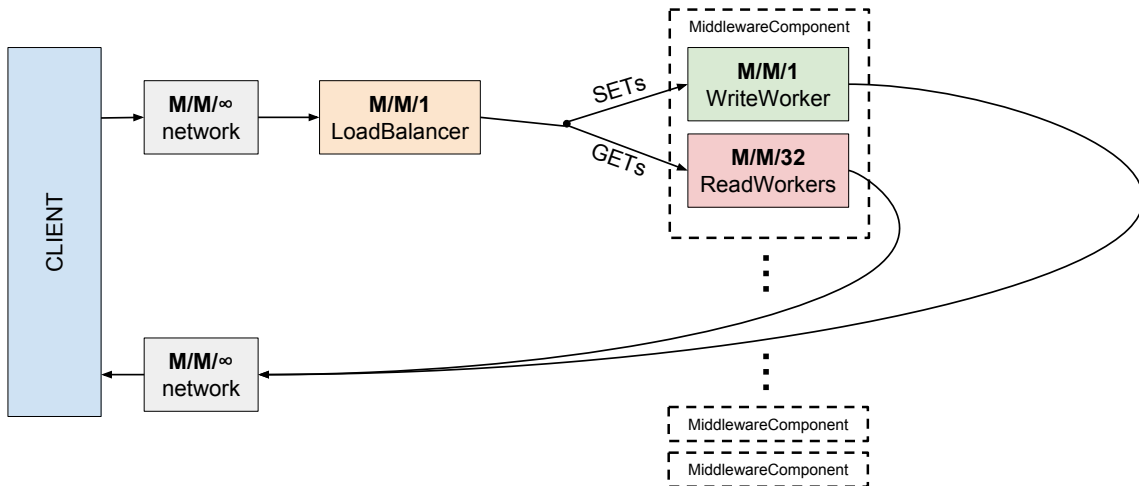 MiddlewareComponent
CLIENT
M/M/∞
network
M/M/1
LoadBalancer
SETs
GETs
M/M/1
WriteWorker
M/M/32
ReadWorkers
M/M/∞
network
MiddlewareComponent
MiddlewareComponent